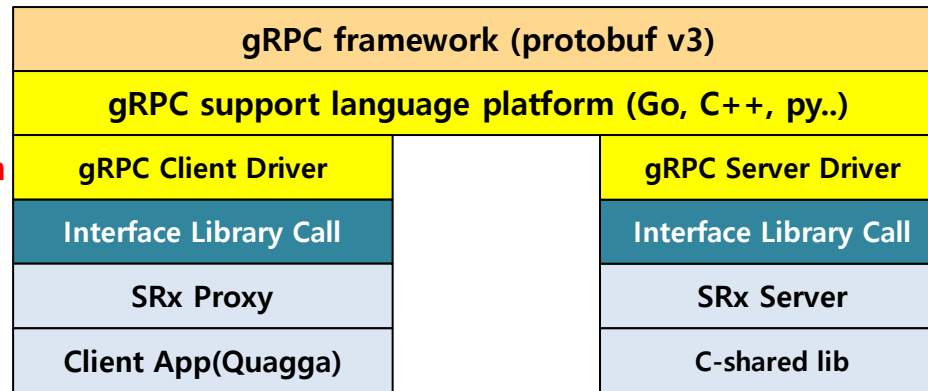 gRPC framework (protobuf v3)
gRPC support language platform (Go, C++, py..)
gRPC Client Driver
gRPC Server Driver
Interface Library Call
Interface Library Call
SRx Proxy
SRx Server
Client App(Quagga)
C-shared lib